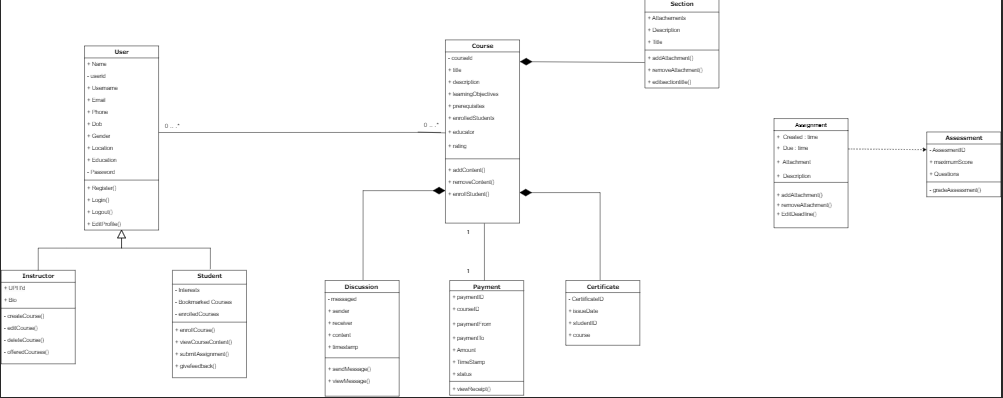 Section
+ Attachements
+ Description
+ Title
+ addAttachment()
+ removeAttachment()
+ editsectiontitle()
User
+ Name
- userid
+ Username
+ Email
+ Phone
+ Dob
+ Gender
+ Location
+ Education
- Password
+ Register()
+ Login()
+ Logout()
+ EditProfile()
0 ... .*
0 ... .*
Course
- courseId
+ title
+ description
+ learningObjectives
+ prerequisites
+ enrolledStudents
+ educator
+ rating
+ addContent()
+ removeContent()
+ enrollStudent()
Assignment
+ Created : time
+ Due : time
+ Attachment
+ Description
+ addAttachment()
+ removeAttachment()
+ EditDeadline()
Assessment
- AssessmentID
+ maximumScore
+ Questions
- gradeAssessment()
1
1
Instructor
+ UPI I'd
+ Bio
- createCourse()
- editCourse()
- deleteCourse()
- offeredCourses()
Student
- Interests
- Bookmarked Courses
- enrolledCourses
+ enrollCourse()
+ viewCourseContent()
+ submitAssignment()
+ givefeedback()
Discussion
- messageid
+ sender
+ receiver
+ content
+ timestamp
+ sendMessage()
+ viewMessage()
Payment
+ paymentID
+ courseID
+ paymentFrom
+ paymentTo
+ Amount
+ TimeStamp
+ status
+ viewReceipt()
Certificate
- CertificateID
+ issueDate
+ studentID
+ course